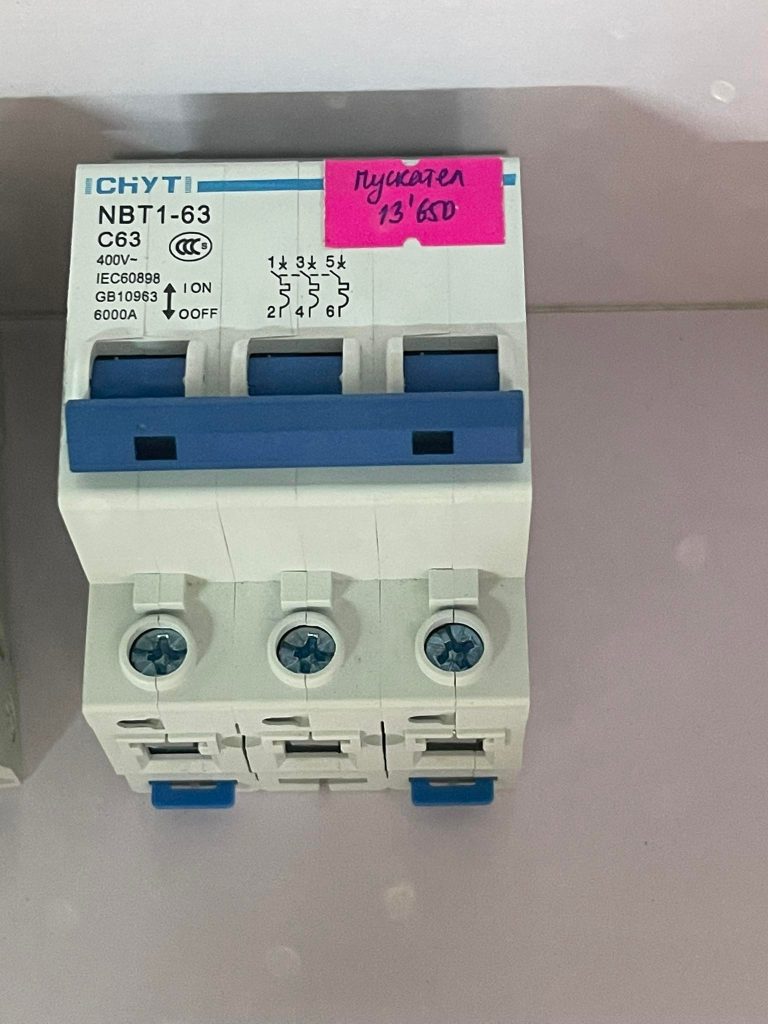 CHYT
пускател
13'650
NBT1-63
C63
CCC S
400V~
IEC60898
GB10963
6000A
I ON
O OFF
1 3 5
2 4 6